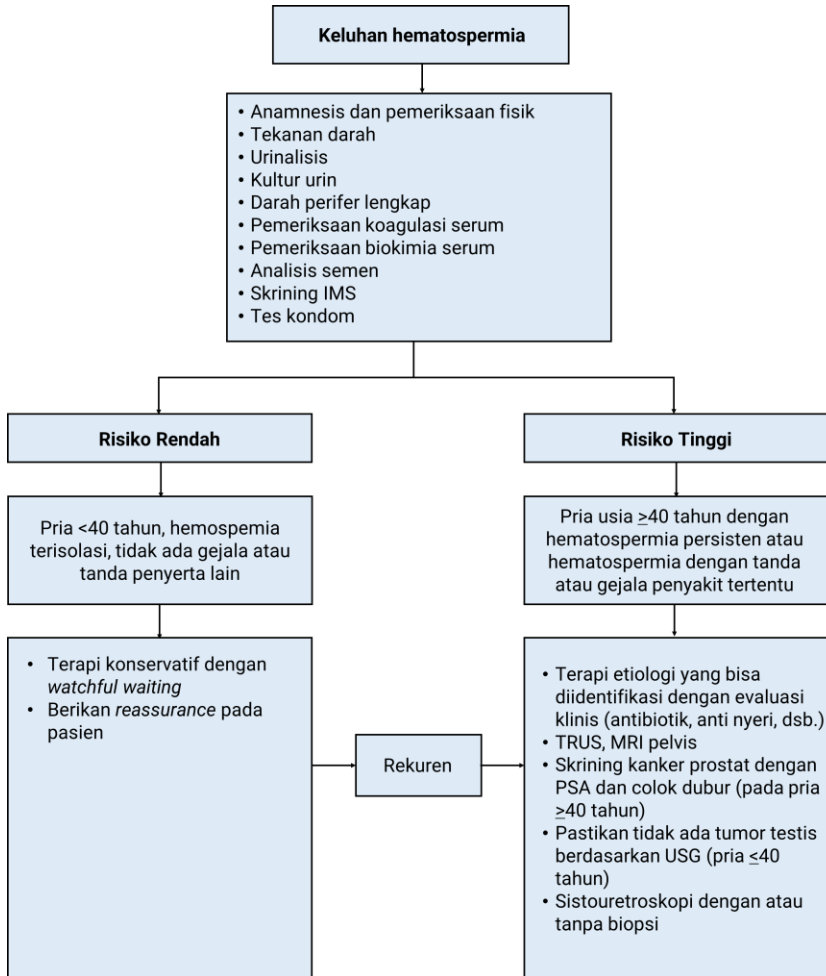 Keluhan hematospermia
• Anamnesis dan pemeriksaan fisik
• Tekanan darah
• Urinalisis
• Kultur urin
• Darah perifer lengkap
• Pemeriksaan koagulasi serum
• Pemeriksaan biokimia serum
• Analisis semen
• Skrining IMS
• Tes kondom
Risiko Rendah
Pria <40 tahun, hemospemia
terisolasi, tidak ada gejala atau
tanda penyerta lain
• Terapi konservatif dengan
watchful waiting
• Berikan reassurance pada
pasien
Rekuren
Risiko Tinggi
Pria usia ≥40 tahun dengan
hematospermia persisten atau
hematospermia dengan tanda
atau gejala penyakit tertentu
• Terapi etiologi yang bisa
diidentifikasi dengan evaluasi
klinis (antibiotik, anti nyeri, dsb.)
• TRUS, MRI pelvis
• Skrining kanker prostat dengan
PSA dan colok dubur (pada pria
≥40 tahun)
• Pastikan tidak ada tumor testis
berdasarkan USG (pria ≤40
tahun)
• Sistouretroskopi dengan atau
tanpa biopsi